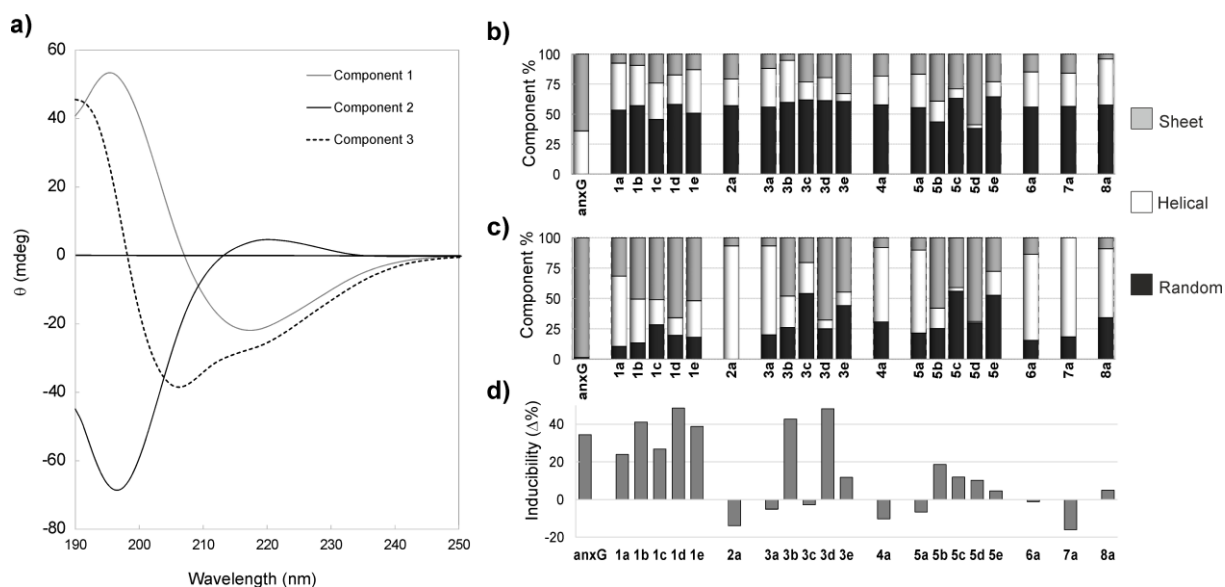 a)
60
40
20
0
-20
-40
-60
-80
θ (mdeg)
190 200 210 220 230 240 250
Wavelength (nm)
Component 1
Component 2
Component 3
b)
100
75
50
25
0
Component %
anxG 1a 1b 1c 1d 1e 2a 3a 3b 3c 3d 3e 4a 5a 5b 5c 5d 5e 6a 7a 8a
Sheet
Helical
Random
c)
100
75
50
25
0
Component %
anxG 1a 1b 1c 1d 1e 2a 3a 3b 3c 3d 3e 4a 5a 5b 5c 5d 5e 6a 7a 8a
d)
40
20
0
-20
Inducibility (Δ%)
anxG 1a 1b 1c 1d 1e 2a 3a 3b 3c 3d 3e 4a 5a 5b 5c 5d 5e 6a 7a 8a